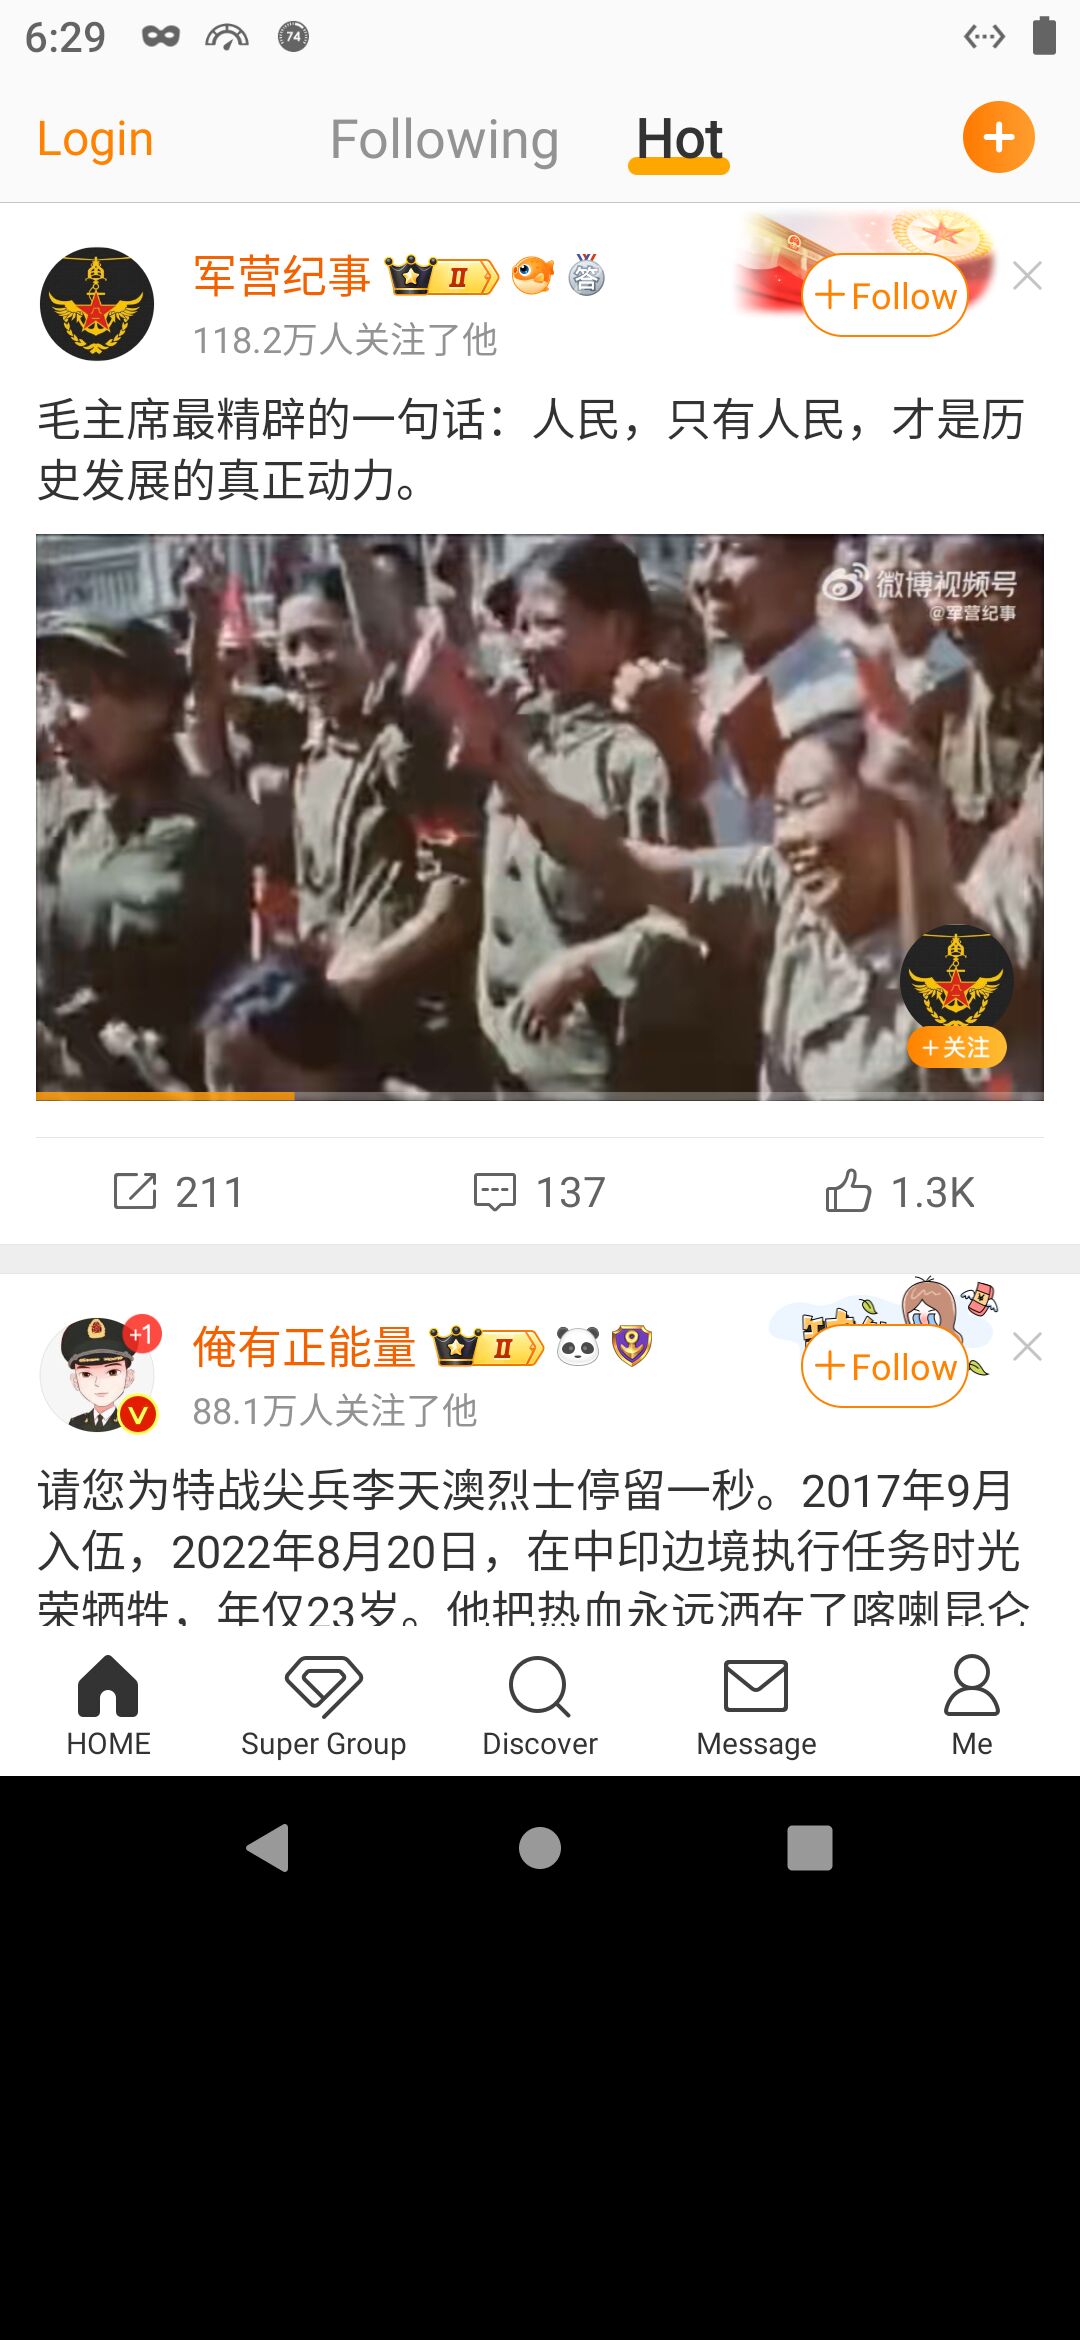 6:29
74
Login
Following
Hot
军营纪事
II
答
118.2万人关注了他
+Follow
毛主席最精辟的一句话：人民，只有人民，才是历
史发展的真正动力。
微博视频号
@军营纪事
+关注
211
137
1.3K
+1
V
俺有正能量
II
88.1万人关注了他
+Follow
请您为特战尖兵李天澳烈士停留一秒。2017年9月
入伍，2022年8月20日，在中印边境执行任务时光
荣牺牲，年仅23岁。他把热血永远洒在了喀喇昆仑
HOME
Super Group
Discover
Message
Me